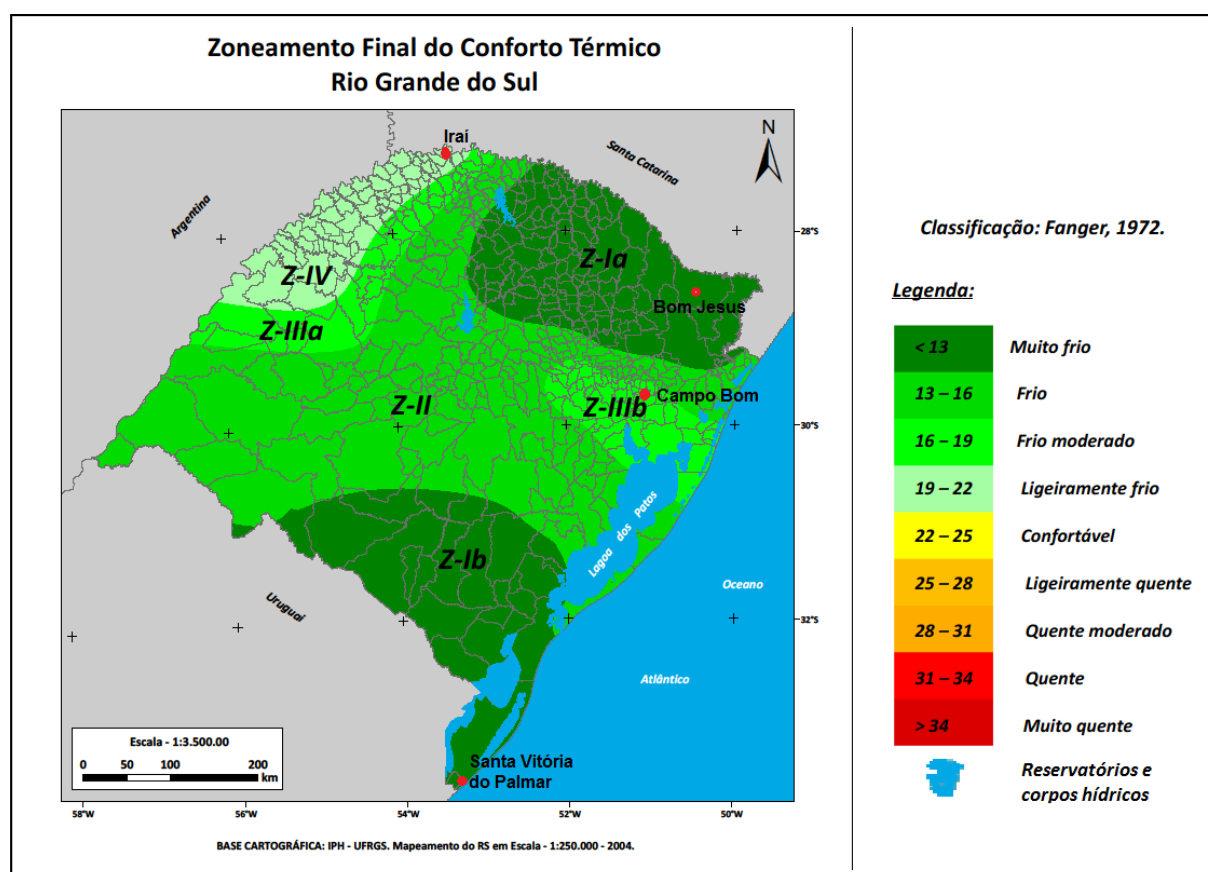 Zoneamento Final do Conforto Térmico
Rio Grande do Sul
N
Iraí
Santa Catarina
Argentina
28°S
Z-Ia
Z-IV
Bom Jesus
Z-IIIa
Z-II
Z-IIIb
Campo Bom
30°S
Lagoa dos Patos
Z-Ib
Oceano
Uruguai
32°S
Atlântico
Escala - 1:3.500.00
0 50 100 200
km
Santa Vitória
do Palmar
58°W 56°W 54°W 52°W 50°W
BASE CARTOGRÁFICA: IPH - UFRGS. Mapeamento do RS em Escala - 1:250.000 - 2004.
Classificação: Fanger, 1972.
Legenda:
< 13 Muito frio
13 – 16 Frio
16 – 19 Frio moderado
19 – 22 Ligeiramente frio
22 – 25 Confortável
25 – 28 Ligeiramente quente
28 – 31 Quente moderado
31 – 34 Quente
> 34 Muito quente
Reservatórios e
corpos hídricos